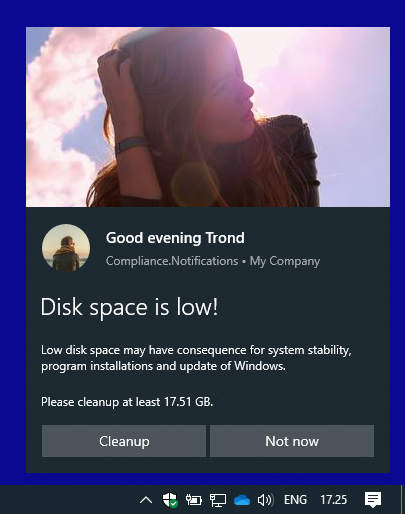 Good evening Trond
Compliance.Notifications • My Company
Disk space is low!
Low disk space may have consequence for system stability,
program installations and update of Windows.
Please cleanup at least 17.51 GB.
Cleanup Not now
ENG 17.25